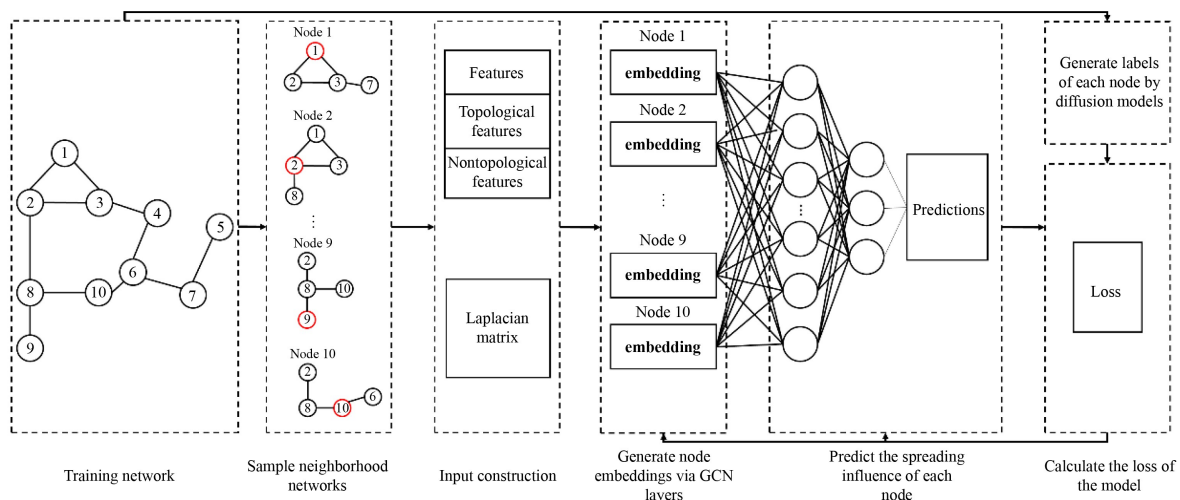 1
2
3
4
5
6
7
8
10
9
Training network
Node 1
1
2
3
7
Node 2
1
2
3
8
⋮
Node 9
2
8
10
9
Node 10
2
6
8
10
Sample neighborhood
networks
Features
Topological
features
Nontopological
features
Laplacian
matrix
Input construction
Node 1
embedding
Node 2
embedding
⋮
Node 9
embedding
Node 10
embedding
Generate node
embeddings via GCN
layers
⋮
Predictions
Predict the spreading
influence of each
node
Generate labels
of each node by
diffusion models
Loss
Calculate the loss of
the model